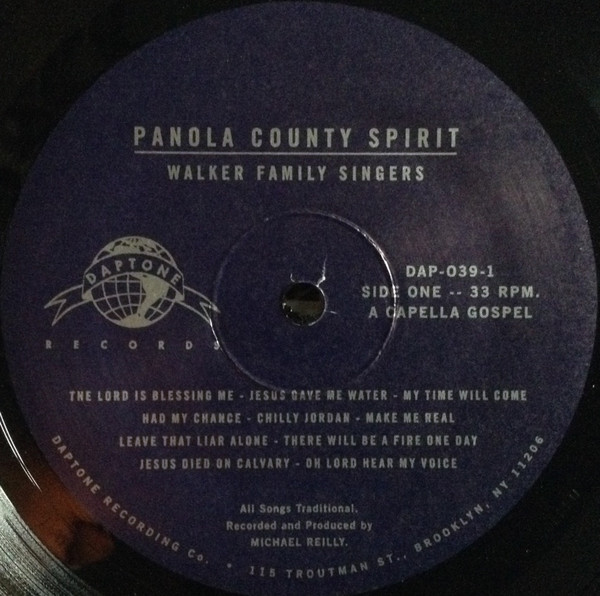 PANOLA COUNTY SPIRIT
WALKER FAMILY SINGERS
DAPTONE
RECORDS
DAP-039-1
SIDE ONE -- 33 RPM.
A CAPELLA GOSPEL
THE LORD IS BLESSING ME - JESUS GAVE ME WATER - MY TIME WILL COME
HAD MY CHANCE - CHILLY JORDAN - MAKE ME REAL
LEAVE THAT LIAR ALONE - THERE WILL BE A FIRE ONE DAY
JESUS DIED ON CALVARY - OH LORD HEAR MY VOICE
All Songs Traditional.
Recorded and Produced by
MICHAEL REILLY.
DAPTONE RECORDING Co. * 115 TROUTMAN ST., BROOKLYN, NY 11206